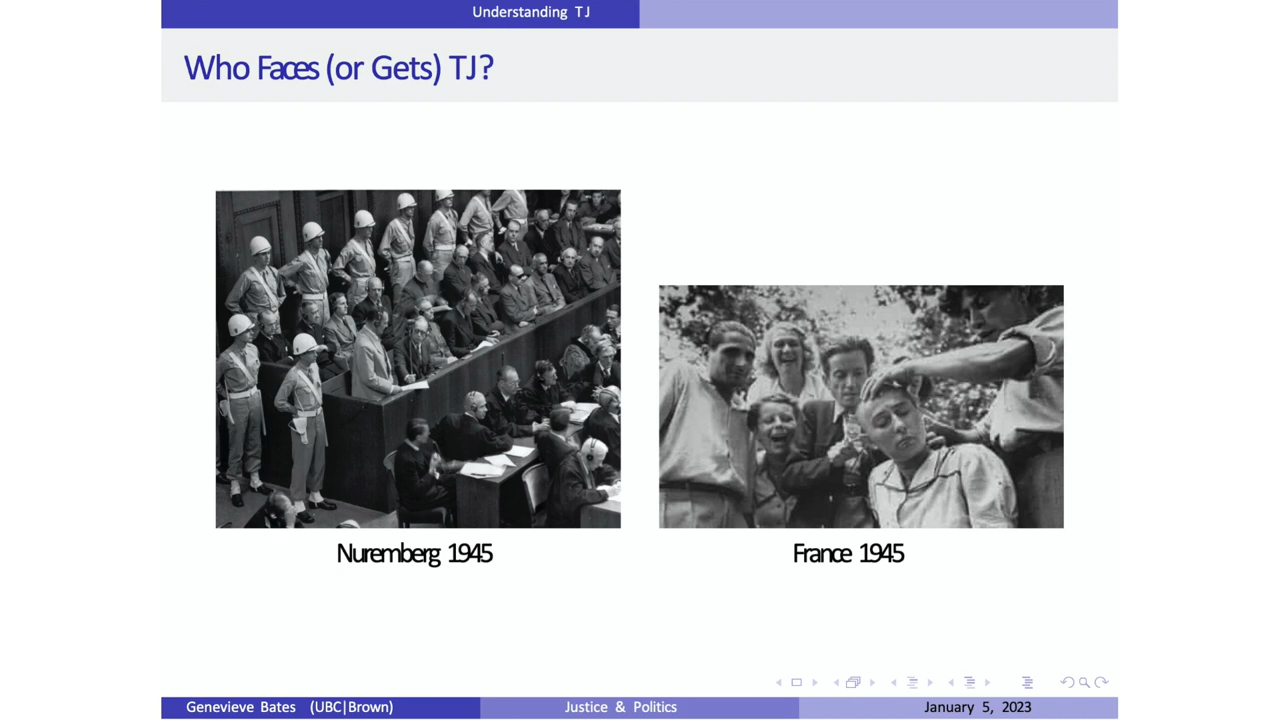 Understanding TJ
Who Faces (or Gets) TJ?
Nuremberg 1945
France 1945
Genevieve Bates (UBC|Brown)
Justice & Politics
January 5, 2023